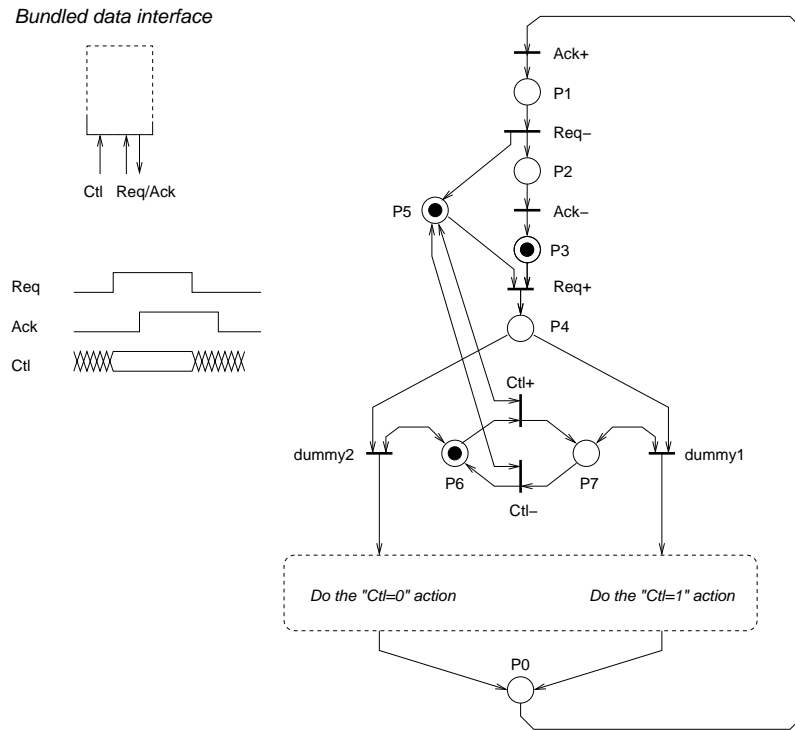 Bundled data interface
Ctl Req/Ack
Req
Ack
Ctl
Ack+
P1
Req–
P2
P5
Ack–
P3
Req+
P4
Ctl+
dummy2
P6
P7
dummy1
Ctl–
Do the "Ctl=0" action
Do the "Ctl=1" action
P0